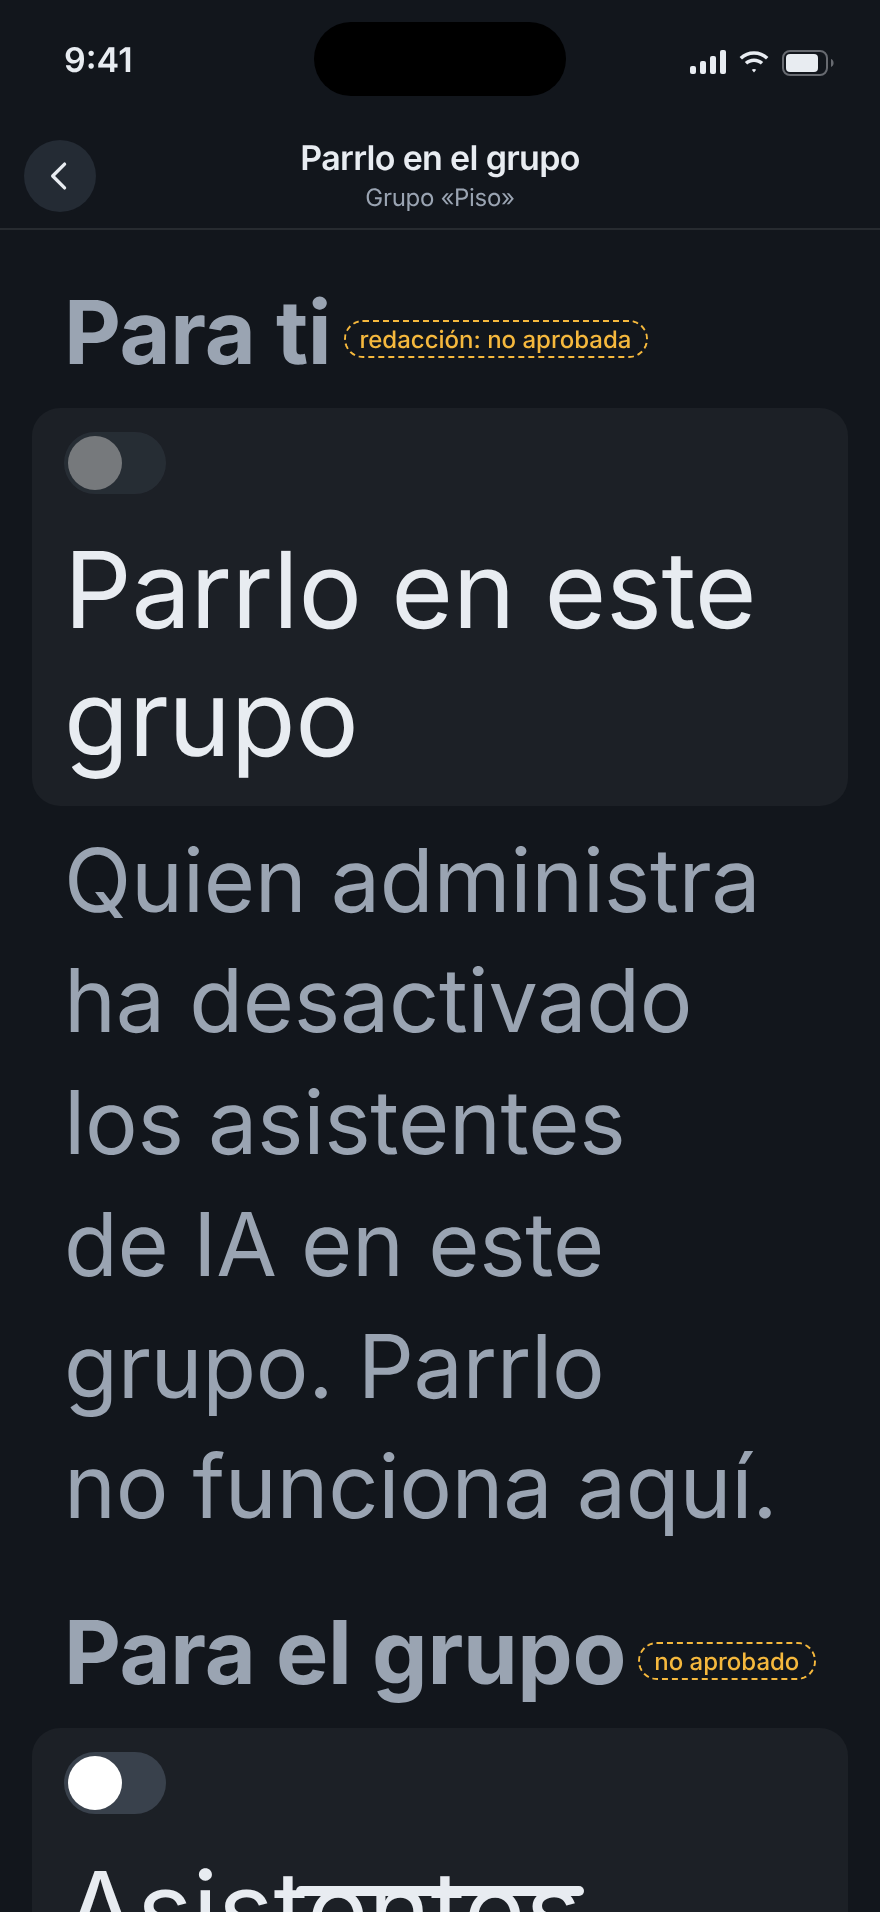 9:41
Parrlo en el grupo
Grupo «Piso»
Para ti redacción: no aprobada
Parrlo en este
grupo
Quien administra
ha desactivado
los asistentes
de IA en este
grupo. Parrlo
no funciona aquí.
Para el grupo no aprobado
Asistentes